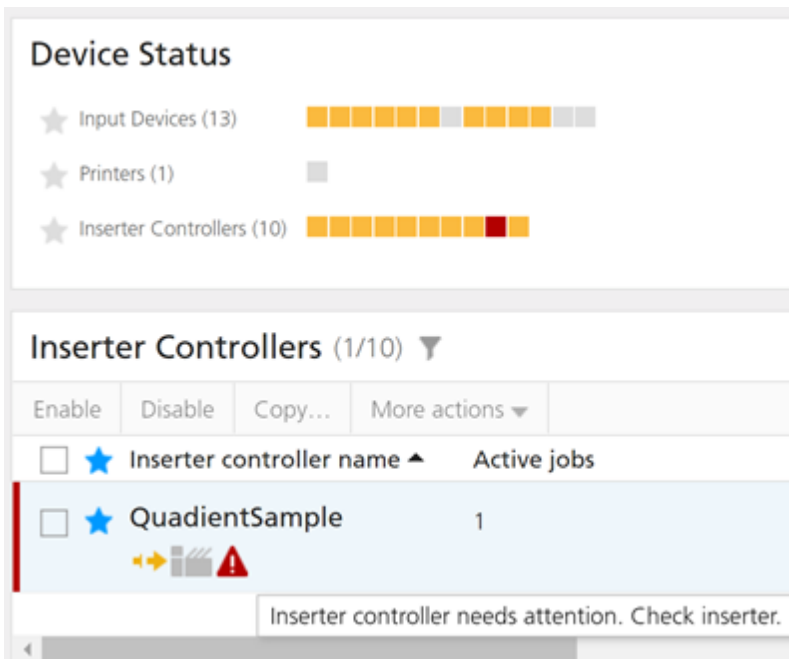 Device Status
Input Devices (13)
Printers (1)
Inserter Controllers (10)
Inserter Controllers (1/10)
Enable Disable Copy... More actions
Inserter controller name Active jobs
QuadientSample 1
Inserter controller needs attention. Check inserter.